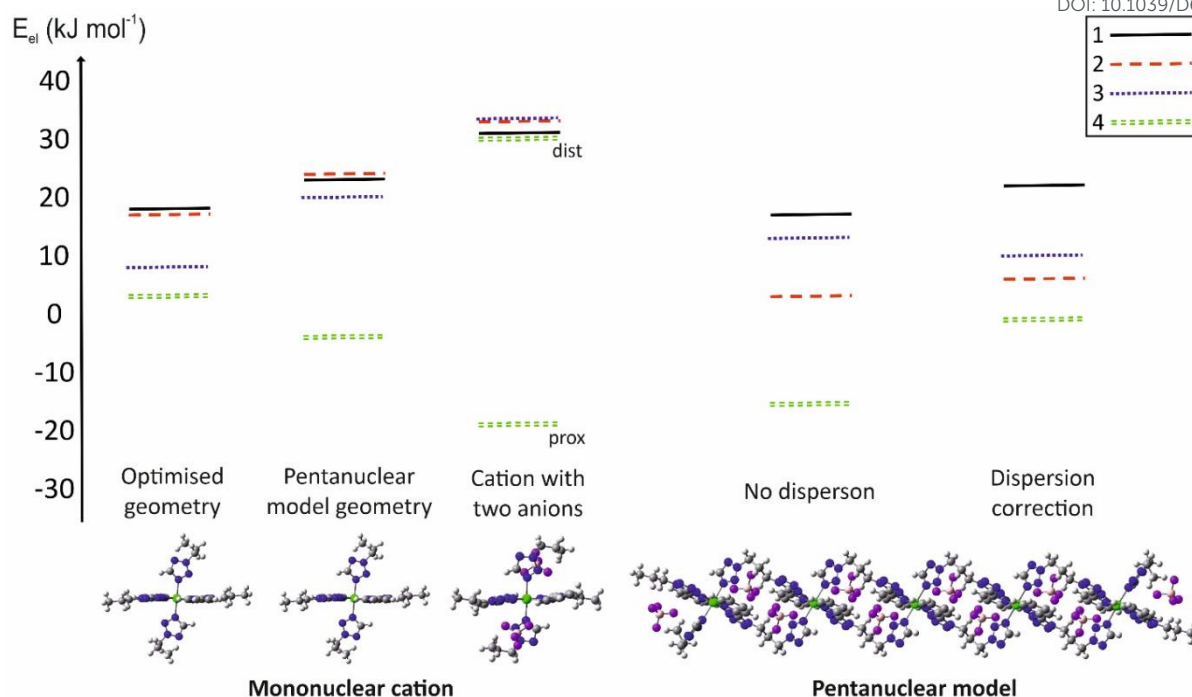 DOI: 10.1039/D
E_el (kJ mol⁻¹)
1
2
3
4
40
30
20
10
0
-10
-20
-30
dist
prox
Optimised
geometry
Pentanuclear
model geometry
Cation with
two anions
No disperson
Dispersion
correction
Mononuclear cation
Pentanuclear model